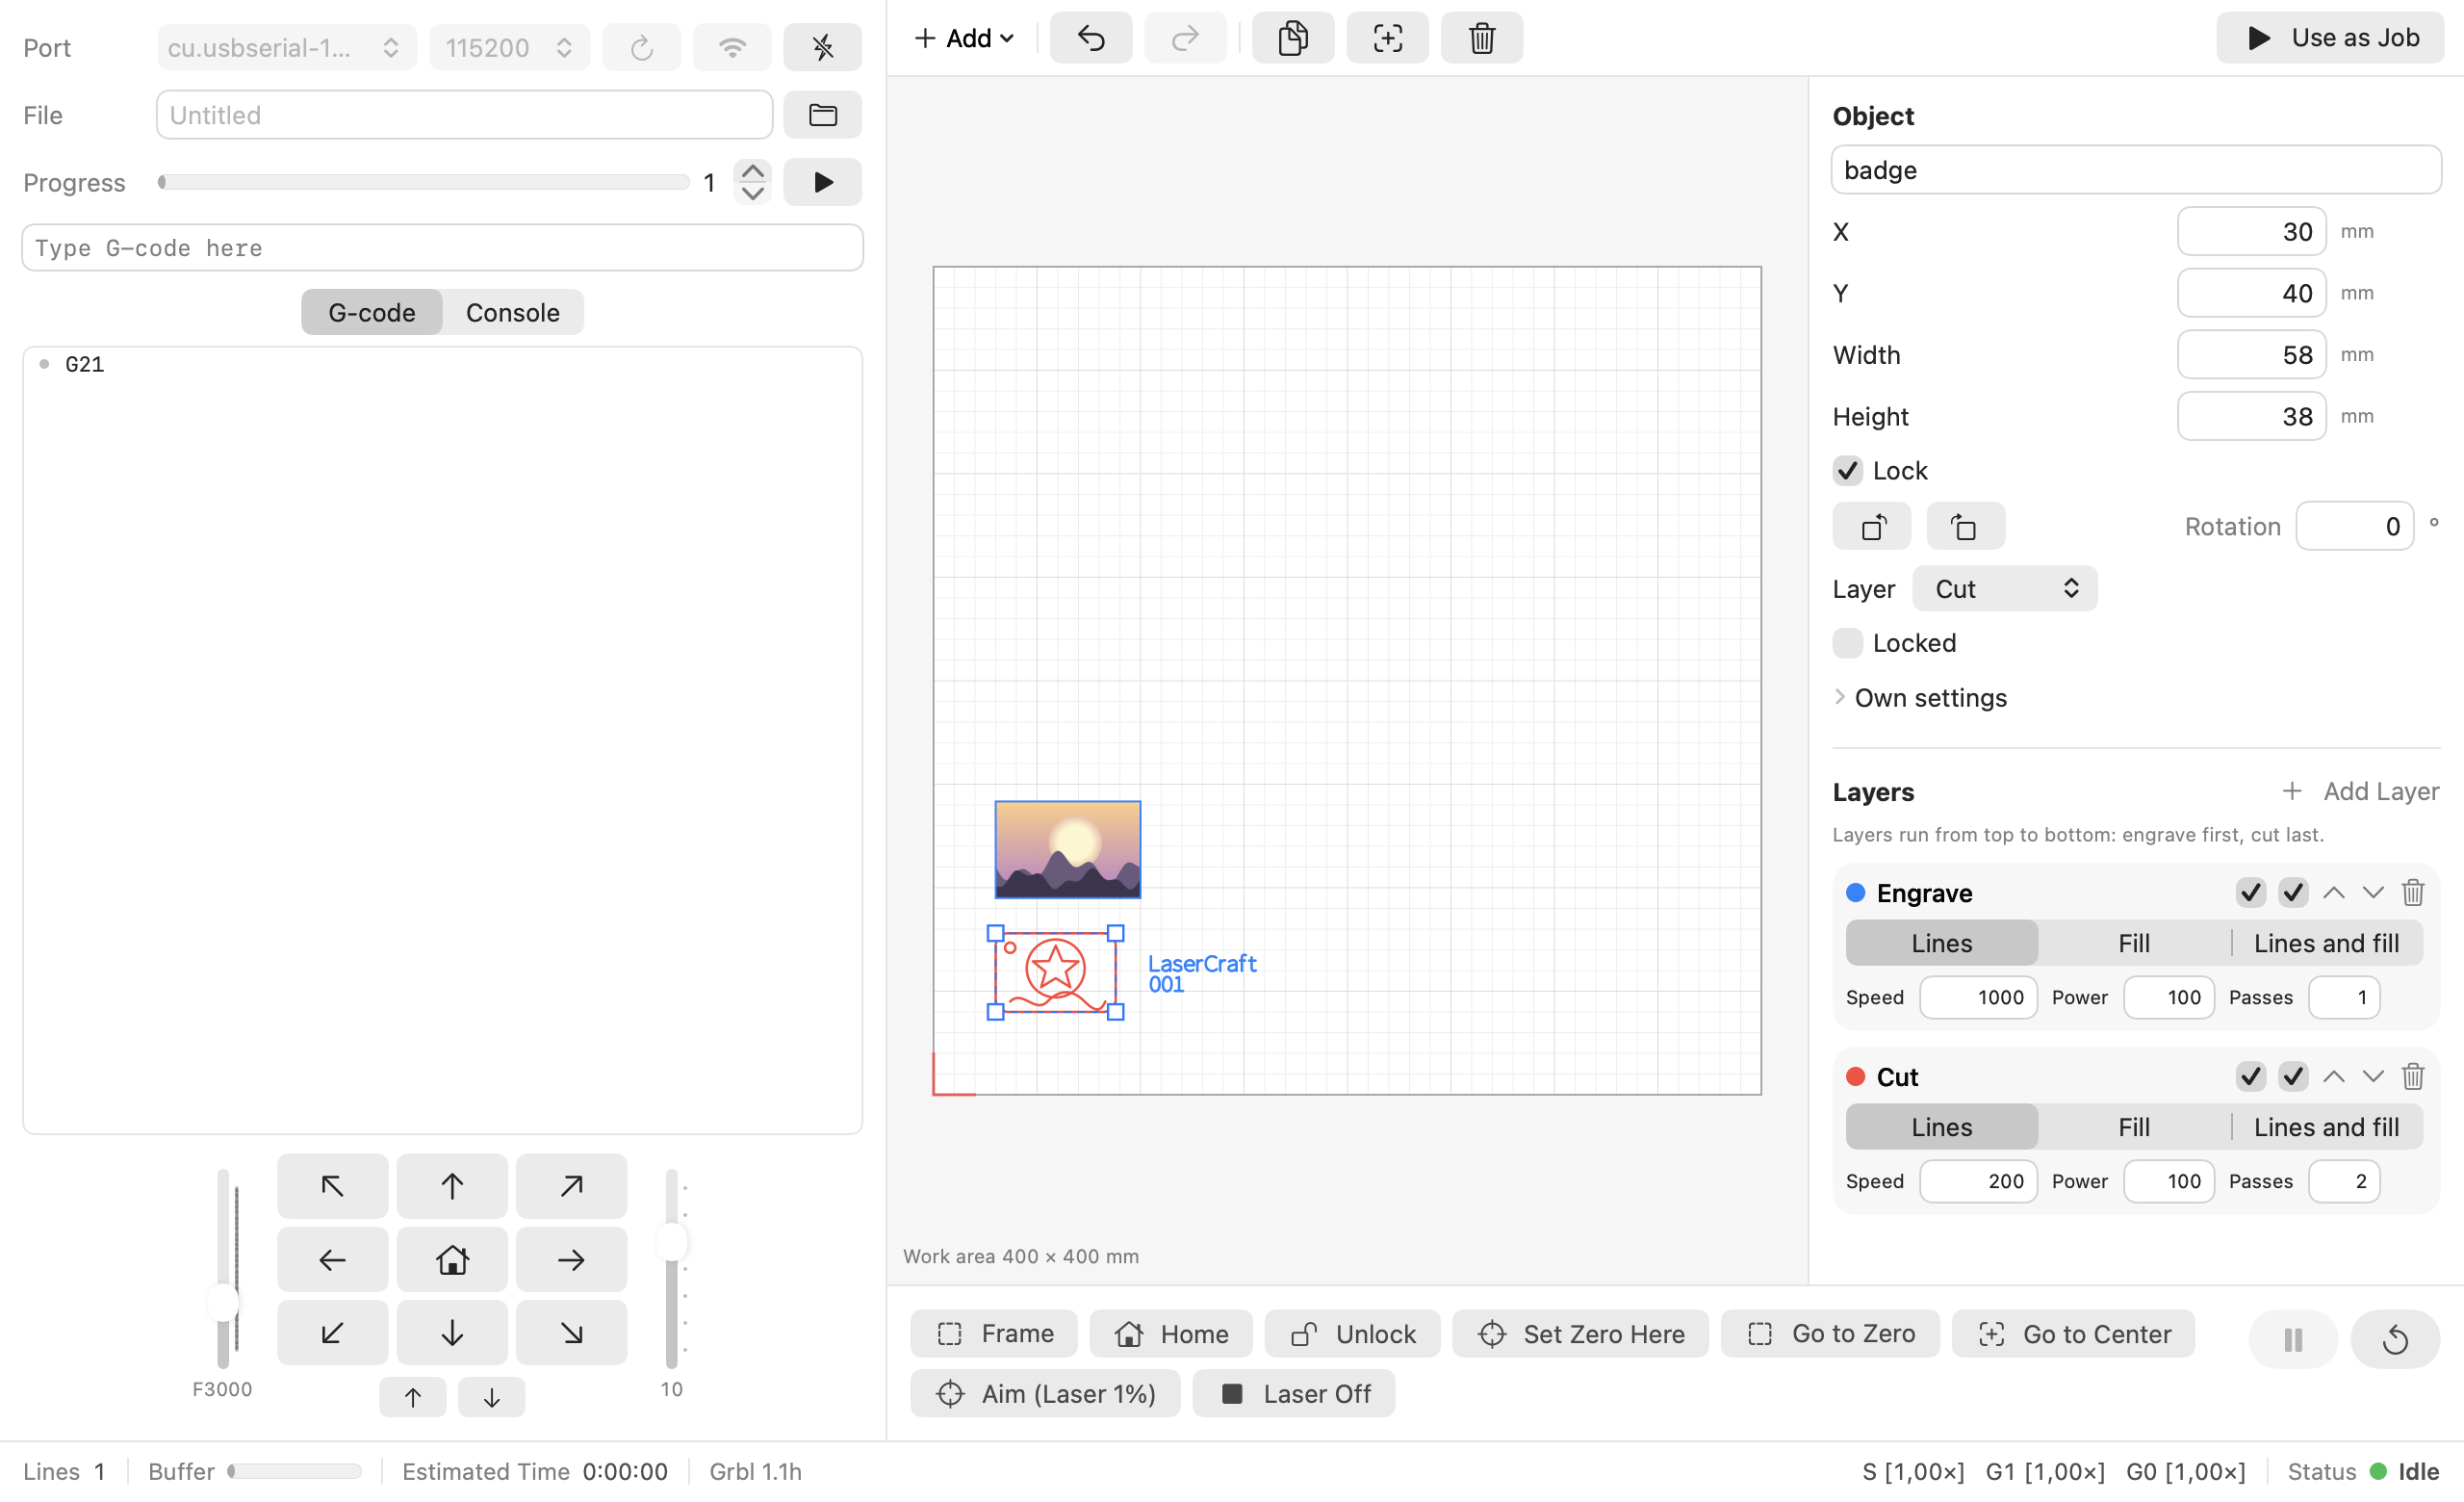 Port
cu.usbserial-1...
115200
File
Untitled
Progress
1
Type G-code here
G-code
Console
G21
F3000
10
Lines 1
Buffer
Estimated Time 0:00:00
Grbl 1.1h
Add
Use as Job
LaserCraft
001
Work area 400 × 400 mm
Frame
Home
Unlock
Set Zero Here
Go to Zero
Go to Center
Aim (Laser 1%)
Laser Off
Object
badge
X 30 mm
Y 40 mm
Width 58 mm
Height 38 mm
Lock
Rotation 0 °
Layer Cut
Locked
Own settings
Layers
Add Layer
Layers run from top to bottom: engrave first, cut last.
Engrave
Lines Fill Lines and fill
Speed 1000 Power 100 Passes 1
Cut
Lines Fill Lines and fill
Speed 200 Power 100 Passes 2
S [1,00×] G1 [1,00×] G0 [1,00×]
Status Idle